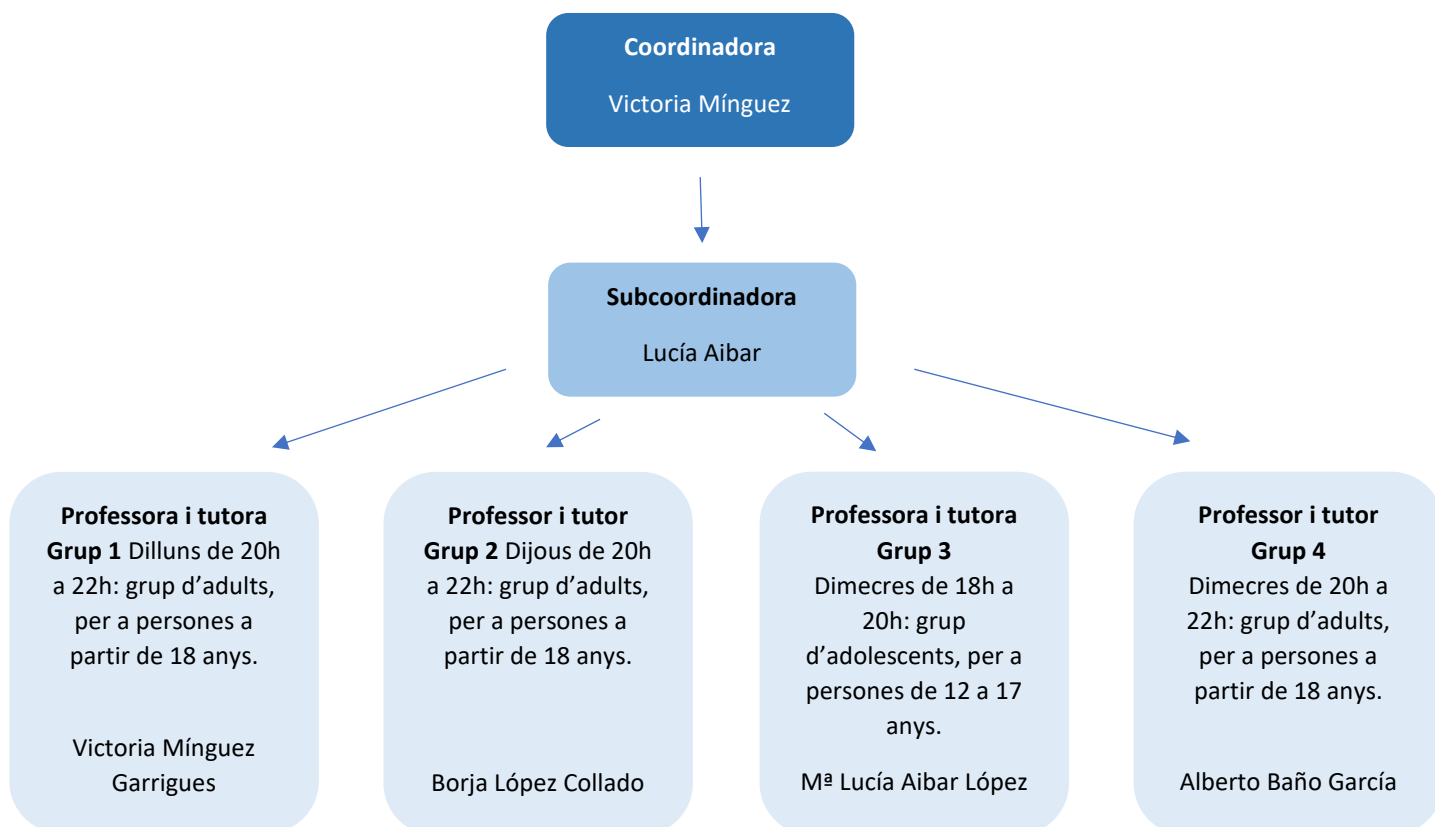 Coordinadora
Victoria Mínguez
Subcoordinadora
Lucía Aibar
Professora i tutora
Grup 1 Dilluns de 20h
a 22h: grup d’adults,
per a persones a
partir de 18 anys.
Victoria Mínguez
Garrigues
Professor i tutor
Grup 2 Dijous de 20h
a 22h: grup d’adults,
per a persones a
partir de 18 anys.
Borja López Collado
Professora i tutora
Grup 3
Dimecres de 18h a
20h: grup
d’adolescents, per a
persones de 12 a 17
anys.
Mª Lucía Aibar López
Professor i tutor
Grup 4
Dimecres de 20h a
22h: grup d’adults,
per a persones a
partir de 18 anys.
Alberto Baño García